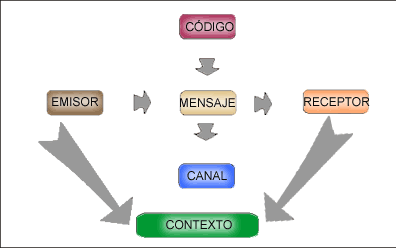 CÓDIGO
EMISOR
MENSAJE
RECEPTOR
CANAL
CONTEXTO